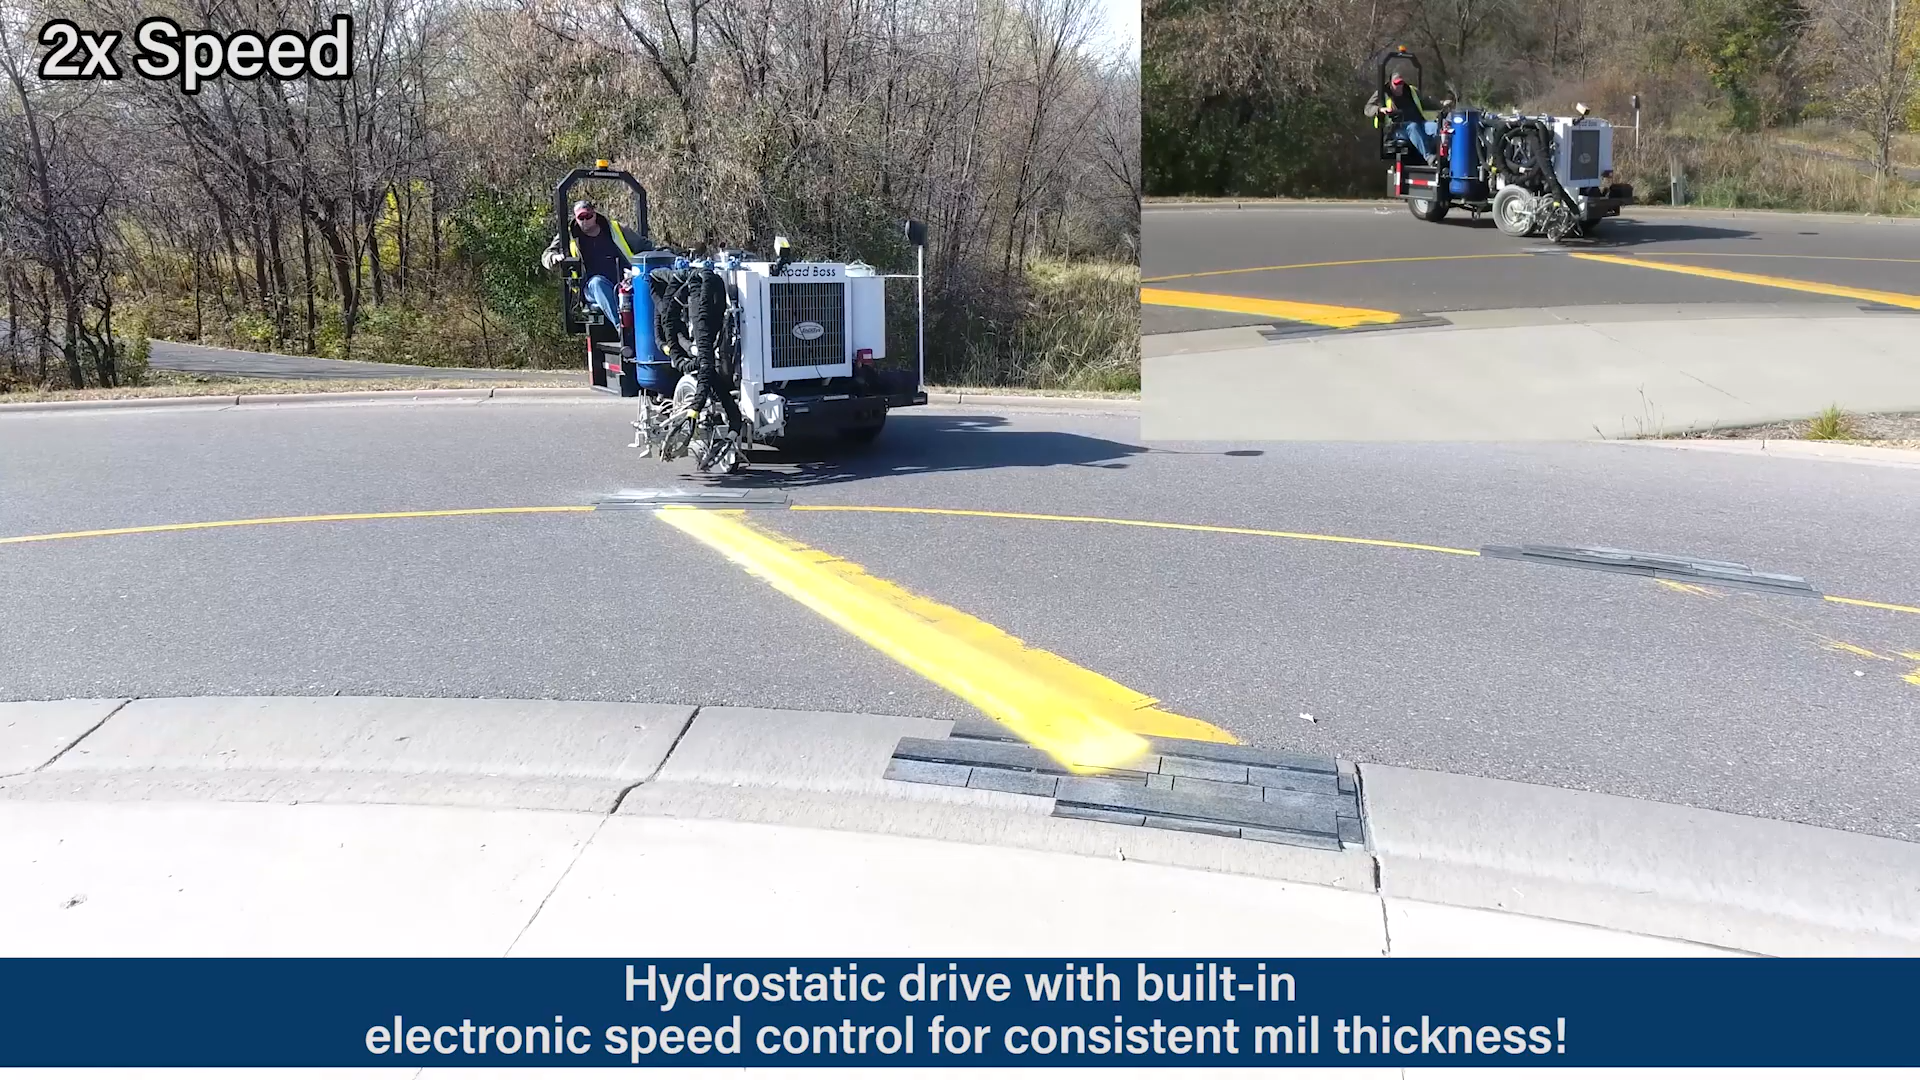 2x Speed
Road Boss
Hydrostatic drive with built-in
electronic speed control for consistent mil thickness!